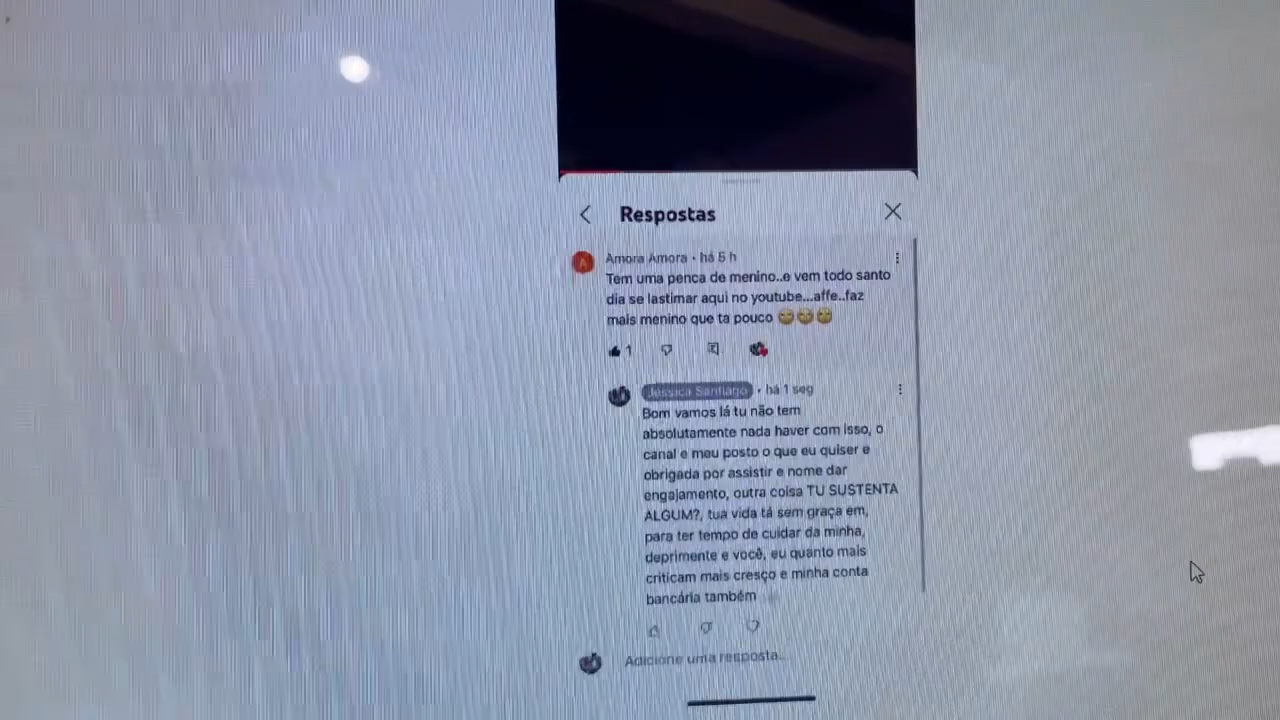 Respostas
Amora Amora • há 5 h
Tem uma penca de menino..e vem todo santo
dia se lastimar aqui no youtube...affe..faz
mais menino que ta pouco 😂😂😂
1
Jéssica Santiago • há 1 seg
Bom vamos lá tu não tem
absolutamente nada haver com isso, o
canal e meu posto o que eu quiser e
obrigada por assistir e nome dar
engajamento, outra coisa TU SUSTENTA
ALGUM?, tua vida tá sem graça em,
para ter tempo de cuidar da minha,
deprimente e você, eu quanto mais
criticam mais cresço e minha conta
bancária também
Adicione uma resposta...